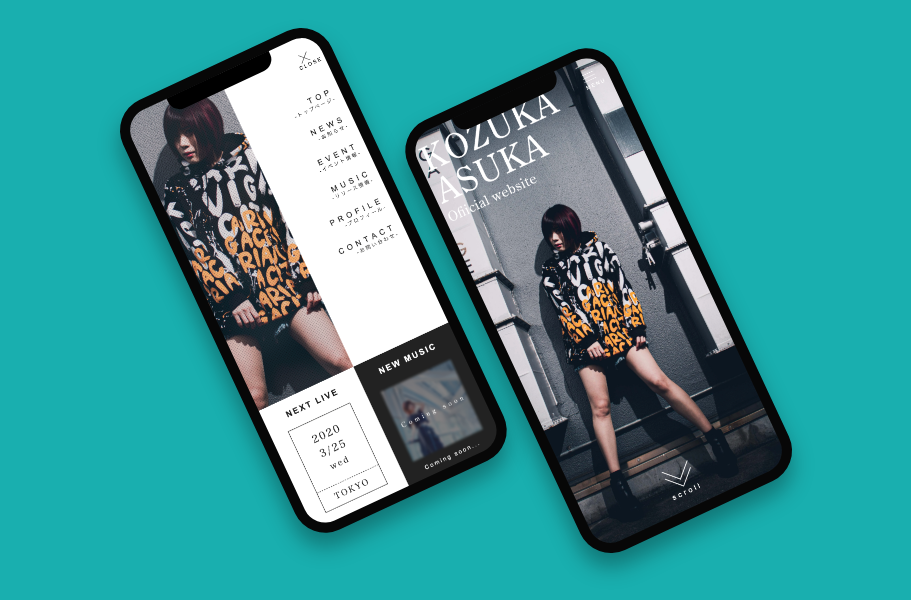 CLOSE
TOP
-トップページ-
NEWS
-お知らせ-
EVENT
-イベント情報-
MUSIC
-リリース情報-
PROFILE
-プロフィール-
CONTACT
-お問い合わせ-
NEXT LIVE
2020
3/25
wed
TOKYO
NEW MUSIC
Coming soon
Coming soon...
KOZUKA
ASUKA
Official website
scroll